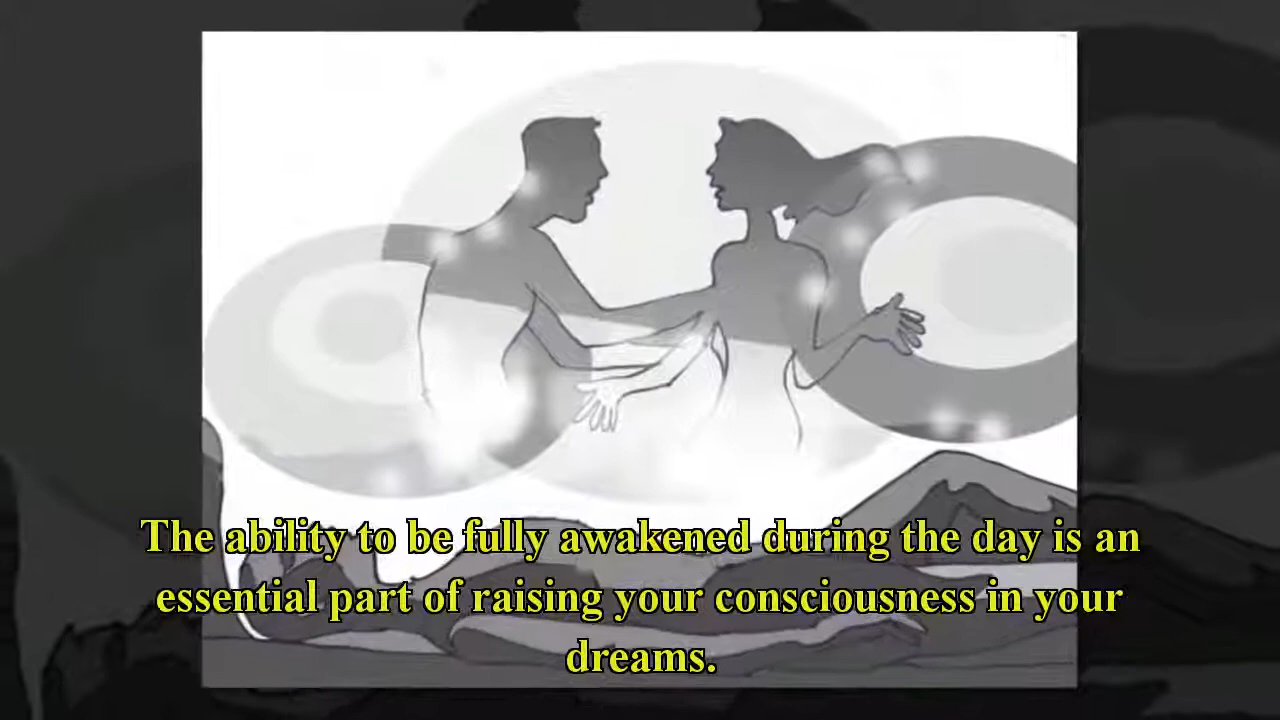 The ability to be fully awakened during the day is an
essential part of raising your consciousness in your
dreams.